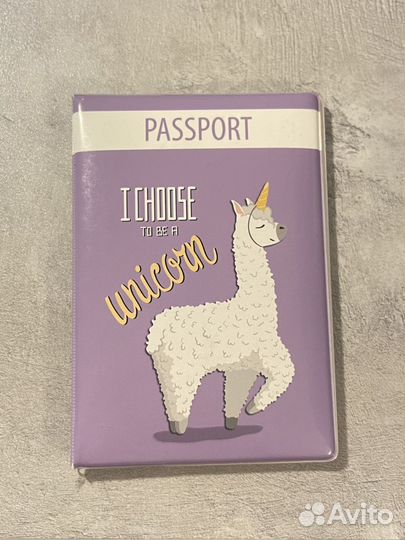 PASSPORT
I CHOOSE
TO BE A
unicorn
Avito